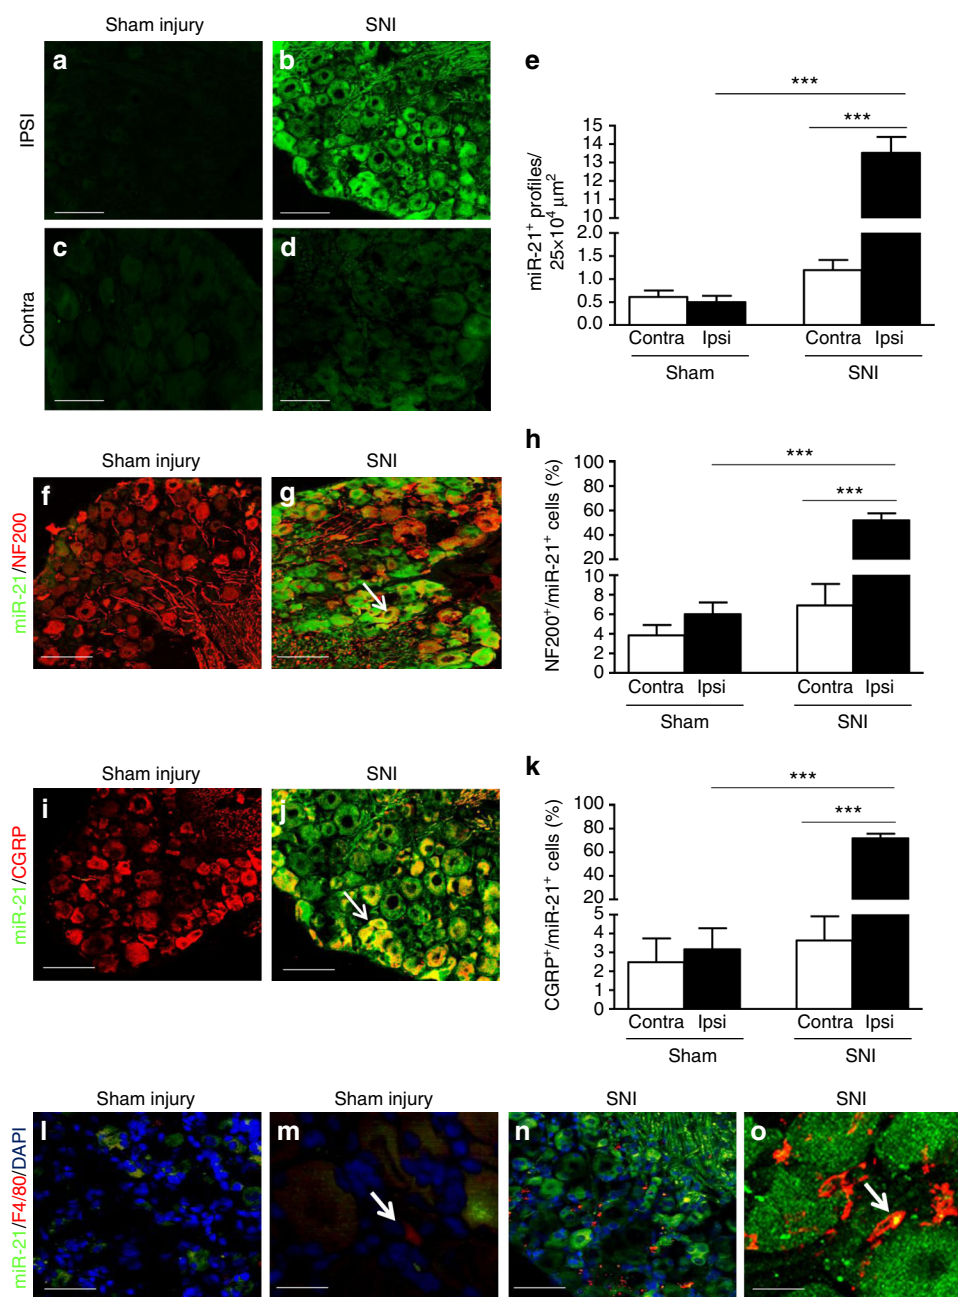 Sham injury
SNI
IPSI
Contra
a
b
c
d
e
miR-21+ profiles/
25×10⁴ μm²
15
14
13
12
11
10
2.0
1.5
1.0
0.5
0.0
***
***
Contra Ipsi
Contra Ipsi
Sham
SNI
Sham injury
SNI
miR-21/NF200
f
g
h
NF200+/miR-21+ cells (%)
100
80
60
40
20
10
8
6
4
2
0
***
***
Contra Ipsi
Contra Ipsi
Sham
SNI
Sham injury
SNI
miR-21/CGRP
i
j
k
CGRP+/miR-21+ cells (%)
100
80
60
40
20
5
4
3
2
1
0
***
***
Contra Ipsi
Contra Ipsi
Sham
SNI
Sham injury
Sham injury
SNI
SNI
miR-21/F4/80/DAPI
l
m
n
o